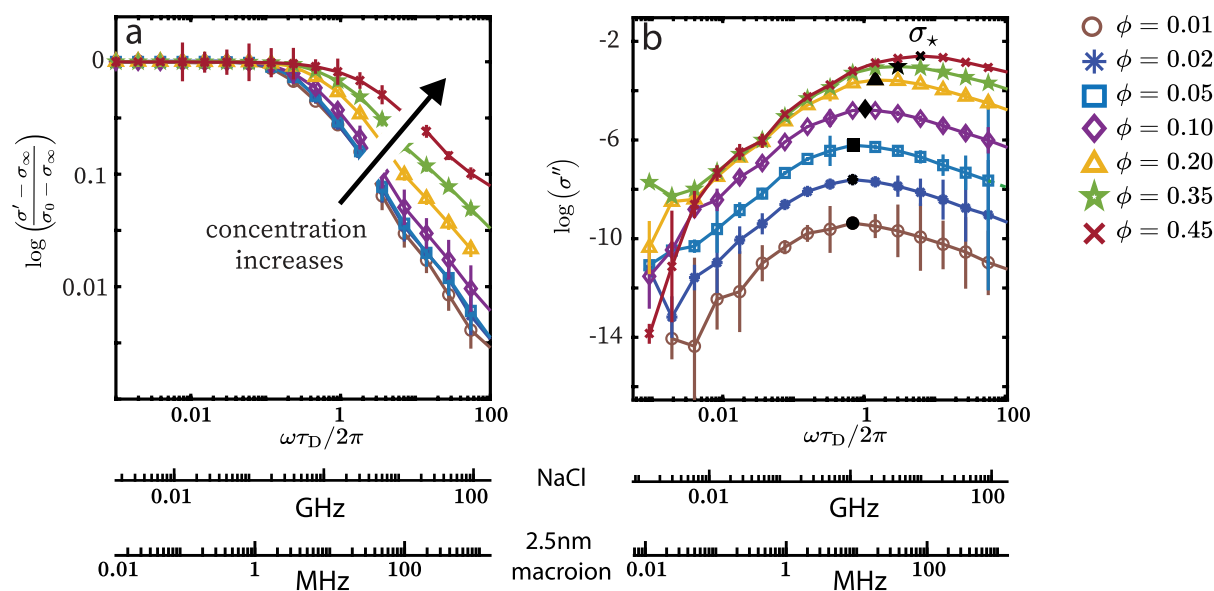 a
b
σ⋆
0
0.1
0.01
log (σ′ − σ∞ / σ0 − σ∞)
concentration
increases
0.01 1 100
ωτD/2π
-2
-6
-10
-14
log (σ″)
0.01 1 100
ωτD/2π
ϕ = 0.01
ϕ = 0.02
ϕ = 0.05
ϕ = 0.10
ϕ = 0.20
ϕ = 0.35
ϕ = 0.45
NaCl
0.01 1 100
GHz
0.01 1 100
GHz
2.5nm
macroion
0.01 1 100
MHz
0.01 1 100
MHz